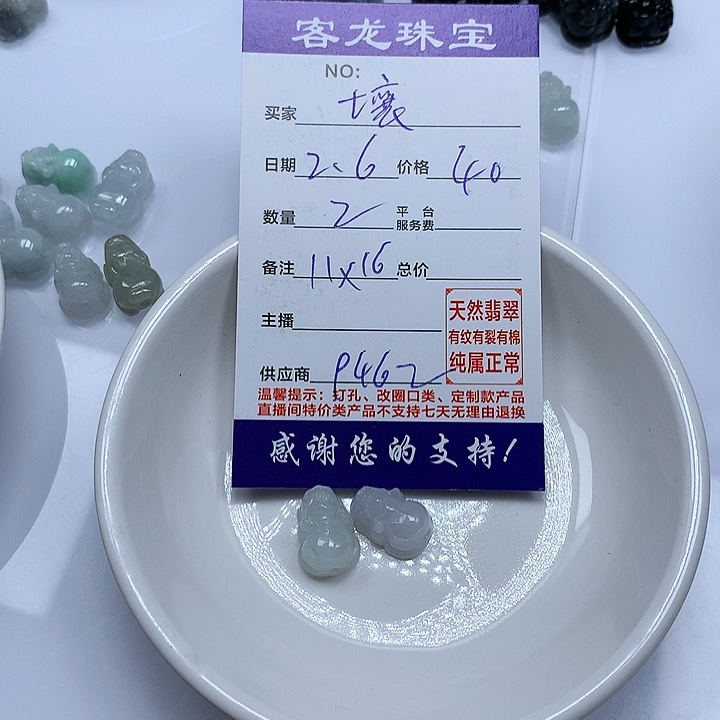 客龙珠宝
NO:
买家 土襄
日期 2.6 价格 40
数量 2 平台服务费
备注 11x16 总价
主播
天然翡翠
有纹有裂有棉
纯属正常
供应商 P462
温馨提示：打孔、改圈口类、定制款产品
直播间特价类产品不支持七天无理由退换
感谢您的支持!